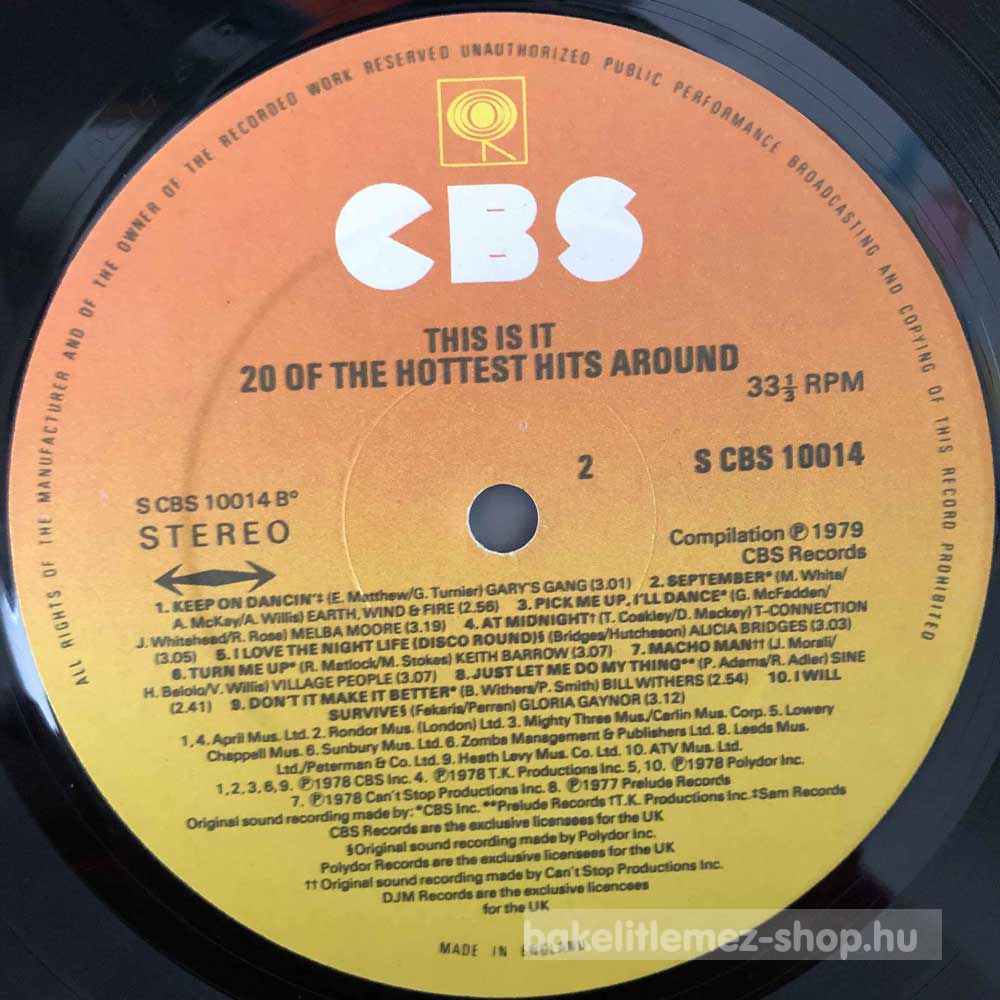 ALL RIGHTS OF THE MANUFACTURER AND OF THE OWNER OF THE RECORDED WORK RESERVED UNAUTHORIZED PUBLIC PERFORMANCE BROADCASTING AND COPYING OF THIS RECORD PROHIBITED
CBS
THIS IS IT
20 OF THE HOTTEST HITS AROUND
33⅓ RPM
2
S CBS 10014
S CBS 10014 B°
STEREO
Compilation ℗ 1979
CBS Records
1. KEEP ON DANCIN'‡ (E. Matthew/G. Turnier) GARY'S GANG (3.01) 2. SEPTEMBER* (M. White/
A. McKay/A. Willis) EARTH, WIND & FIRE (2.56) 3. PICK ME UP, I'LL DANCE* (G. McFadden/
J. Whitehead/R. Rose) MELBA MOORE (3.19) 4. AT MIDNIGHT† (T. Coakley/D. Mackey) T-CONNECTION
(3.05) 5. I LOVE THE NIGHT LIFE (DISCO ROUND)§ (Bridges/Hutcheson) ALICIA BRIDGES (3.03)
6. TURN ME UP* (R. Matlock/M. Stokes) KEITH BARROW (3.07) 7. MACHO MAN†† (J. Morali/
H. Belolo/V. Willis) VILLAGE PEOPLE (3.07) 8. JUST LET ME DO MY THING** (P. Adams/R. Adler) SINE
(2.41) 9. DON'T IT MAKE IT BETTER* (B. Withers/P. Smith) BILL WITHERS (2.54) 10. I WILL
SURVIVE§ (Fekaris/Perren) GLORIA GAYNOR (3.12)
1,4. April Mus. Ltd. 2. Rondor Mus. (London) Ltd. 3. Mighty Three Mus./Carlin Mus. Corp. 5. Lowery
Chappell Mus. 6. Sunbury Mus. Ltd. 6. Zomba Management & Publishers Ltd. 8. Leeds Mus.
Ltd./Peterman & Co. Ltd. 9. Heath Levy Mus. Co. Ltd. 10. ATV Mus. Ltd.
1,2,3,6,9. ℗1978 CBS Inc. 4. ℗1978 T.K. Productions Inc. 5, 10. ℗1978 Polydor Inc.
7. ℗1978 Can't Stop Productions Inc. 8. ℗1977 Prelude Records
Original sound recording made by: *CBS Inc. **Prelude Records †T.K. Productions Inc. ‡Sam Records
CBS Records are the exclusive licensees for the UK
§Original sound recording made by Polydor Inc.
Polydor Records are the exclusive licensees for the UK
†† Original sound recording made by Can't Stop Productions Inc.
DJM Records are the exclusive licencees
for the UK
MADE IN ENGLAND
bakelitlemez-shop.hu